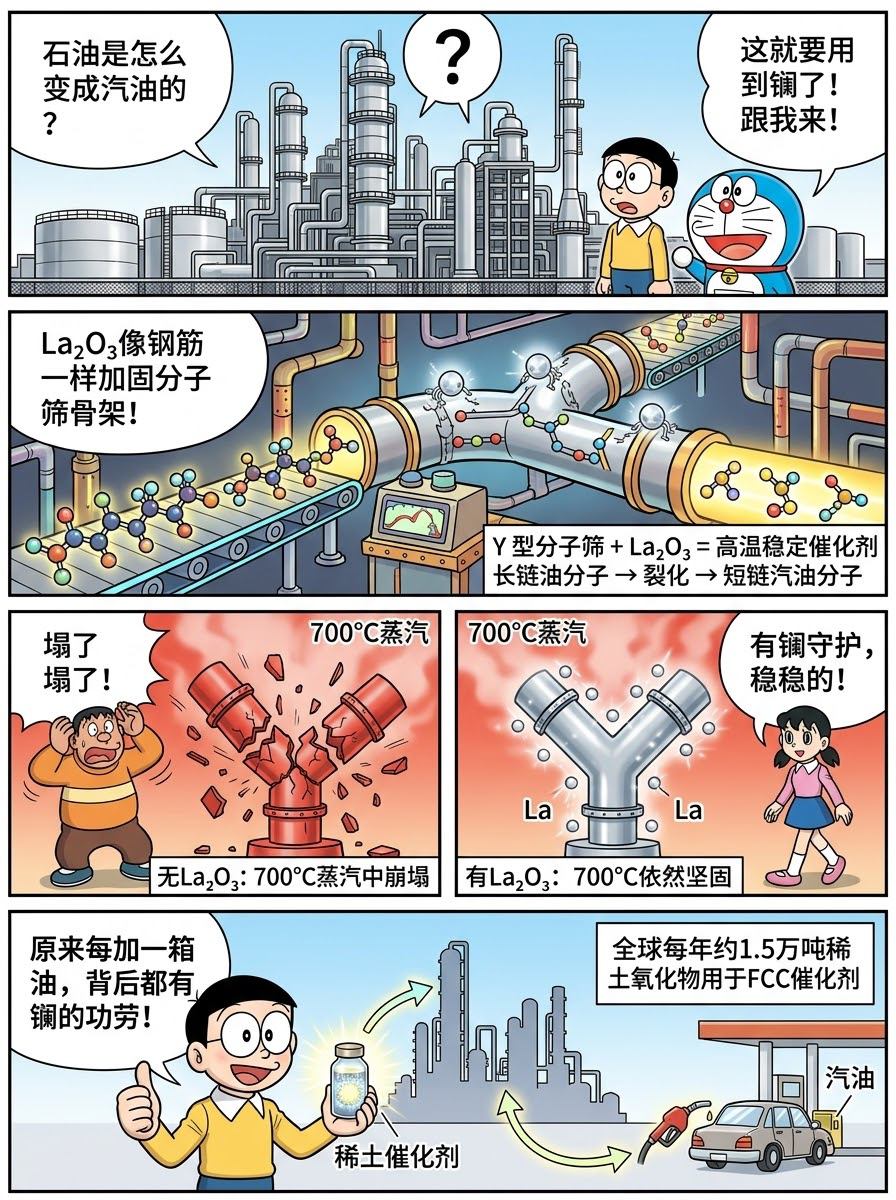 石油是怎么
变成汽油的
？
？
这就要用
到镧了！
跟我来！
La₂O₃像钢筋
一样加固分子
筛骨架！
Y 型分子筛 + La₂O₃ = 高温稳定催化剂
长链油分子 → 裂化 → 短链汽油分子
塌了
塌了！
700°C蒸汽
无La₂O₃：700°C蒸汽中崩塌
700°C蒸汽
有镧守护，
稳稳的！
La
La
有La₂O₃：700°C依然坚固
原来每加一箱
油，背后都有
镧的功劳！
全球每年约1.5万吨稀
土氧化物用于FCC催化剂
汽油
稀土催化剂